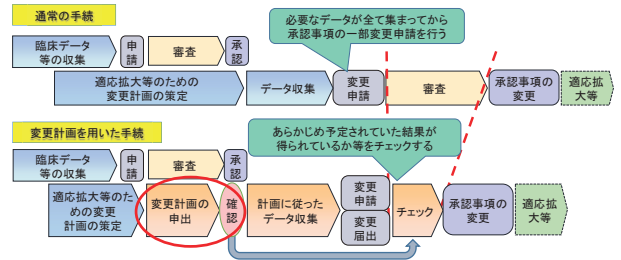 通常の手続
必要なデータが全て集まってから
承認事項の一部変更申請を行う
臨床データ
等の収集
申
請
審査
承
認
適応拡大等のための
変更計画の策定
データ収集
変更
申請
審査
承認事項の
変更
適応拡
大等
変更計画を用いた手続
あらかじめ予定されていた結果が
得られているか等をチェックする
臨床データ
等の収集
申
請
審査
承
認
適応拡大等のた
めの変更
計画の策定
変更計画の
申出
確
認
計画に従った
データ収集
変更
申請
変更
届出
チェック
承認事項の
変更
適応拡
大等